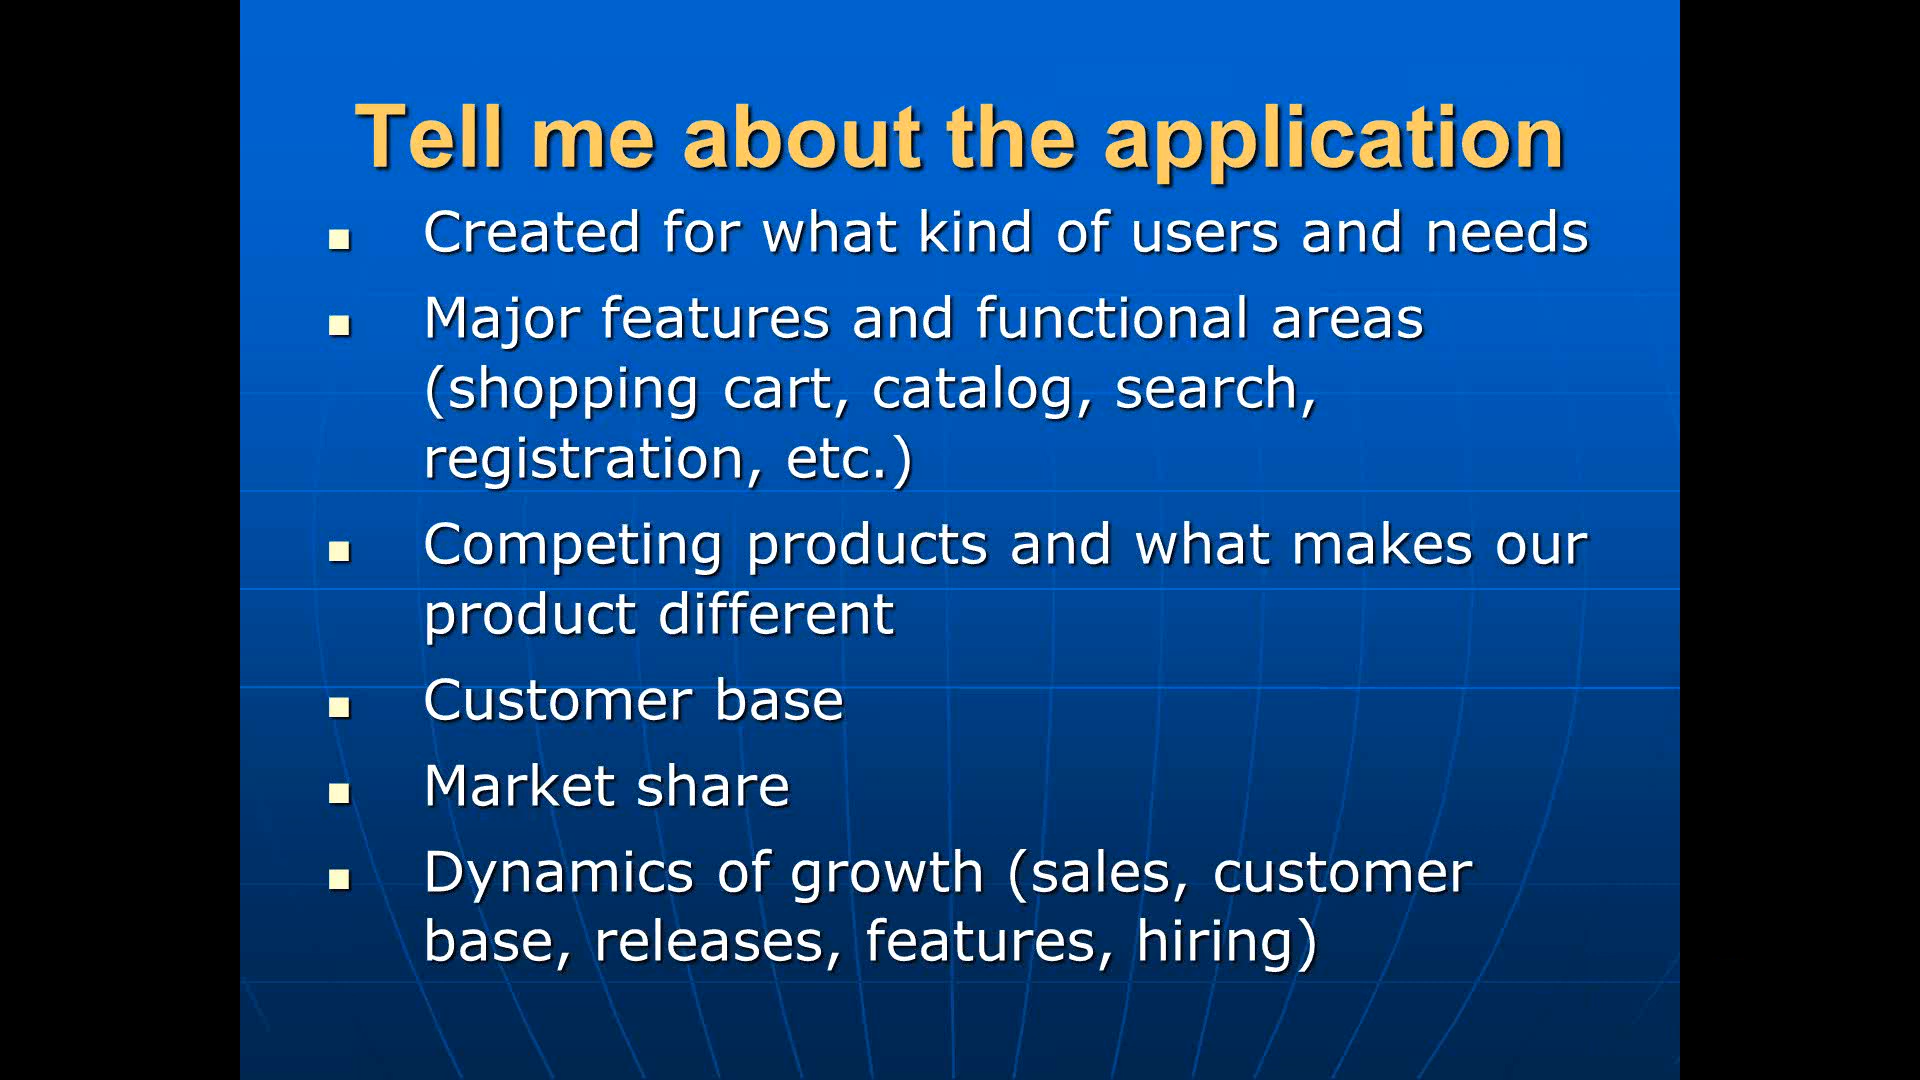 Tell me about the application
Created for what kind of users and needs
Major features and functional areas
(shopping cart, catalog, search,
registration, etc.)
Competing products and what makes our
product different
Customer base
Market share
Dynamics of growth (sales, customer
base, releases, features, hiring)